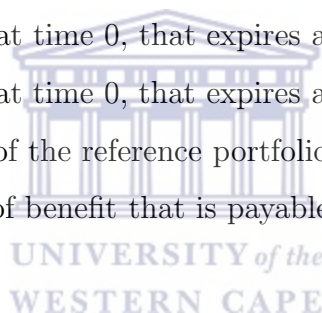 at time 0, that expires a
at time 0, that expires a
of the reference portfolio
of benefit that is payable
UNIVERSITY of the
WESTERN CAPE